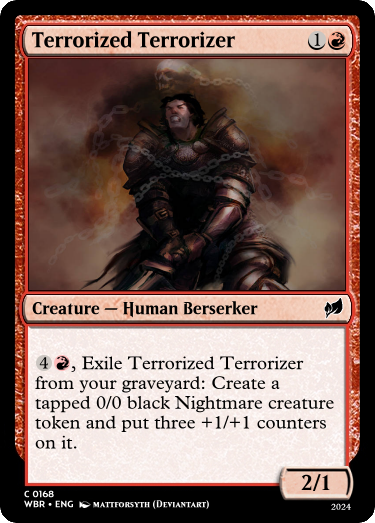 Terrorized Terrorizer 1
Creature — Human Berserker
4, Exile Terrorized Terrorizer
from your graveyard: Create a
tapped 0/0 black Nightmare creature
token and put three +1/+1 counters
on it.
2/1
C 0168
WBR • ENG MATTFORSYTH (DEVIANTART)
2024